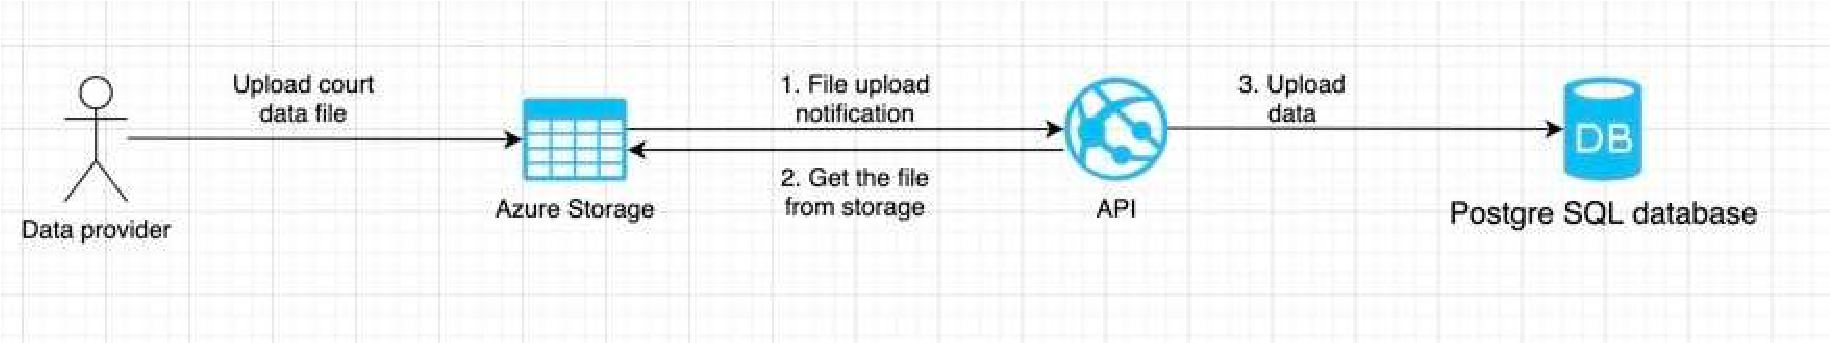 Upload court
data file
1. File upload
notification
3. Upload
data
DB
2. Get the file
from storage
Data provider
Azure Storage
API
Postgre SQL database